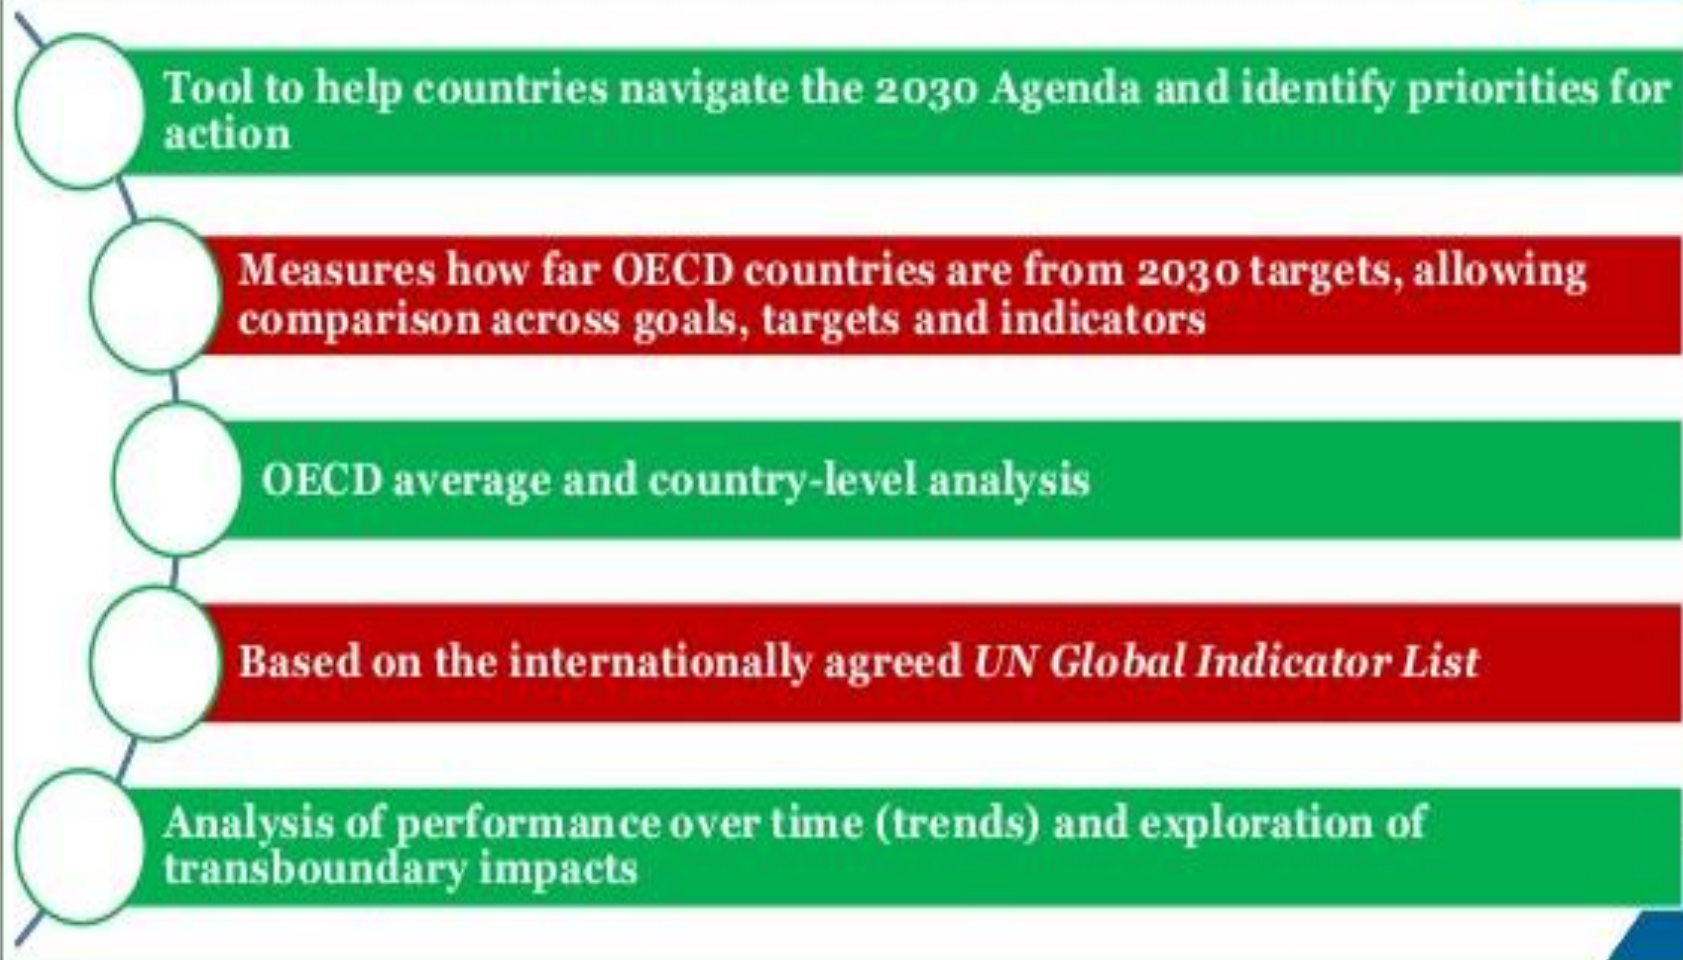 Tool to help countries navigate the 2030 Agenda and identify priorities for
action
Measures how far OECD countries are from 2030 targets, allowing
comparison across goals, targets and indicators
OECD average and country-level analysis
Based on the internationally agreed UN Global Indicator List
Analysis of performance over time (trends) and exploration of
transboundary impacts